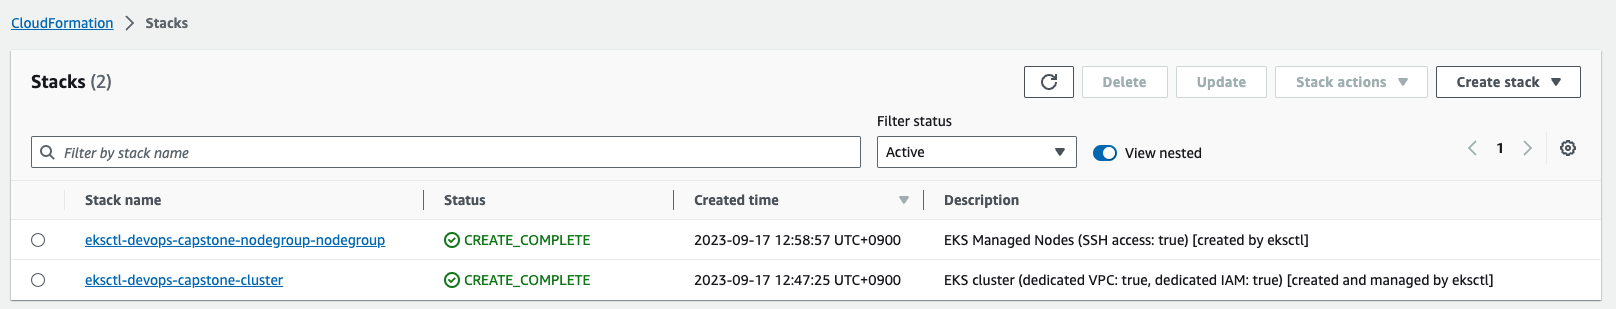 CloudFormation > Stacks
Stacks (2)
Delete Update Stack actions Create stack
Filter status
Filter by stack name Active View nested 1
Stack name Status Created time Description
eksctl-devops-capstone-nodegroup-nodegroup CREATE_COMPLETE 2023-09-17 12:58:57 UTC+0900 EKS Managed Nodes (SSH access: true) [created by eksctl]
eksctl-devops-capstone-cluster CREATE_COMPLETE 2023-09-17 12:47:25 UTC+0900 EKS cluster (dedicated VPC: true, dedicated IAM: true) [created and managed by eksctl]